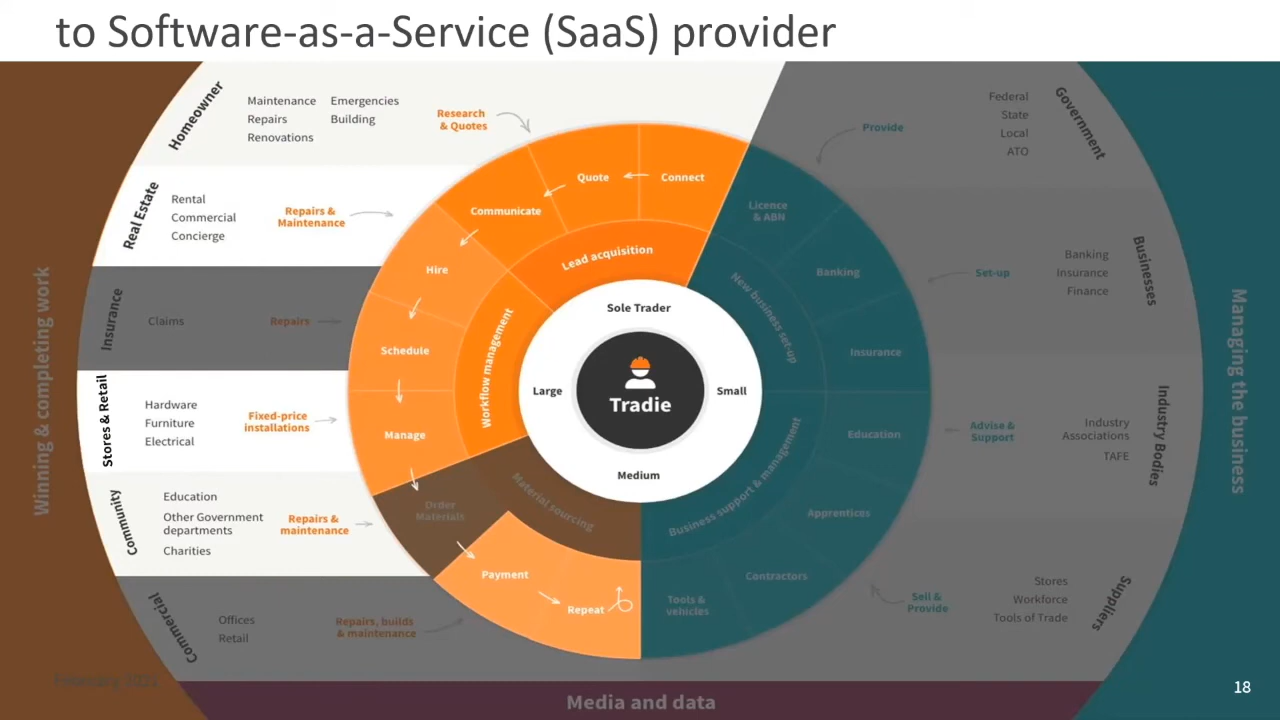 to Software-as-a-Service (SaaS) provider
Winning & completing work
Homeowner
Maintenance
Repairs
Renovations
Emergencies
Building
Research
& Quotes
Real Estate
Rental
Commercial
Concierge
Repairs &
Maintenance
Insurance
Claims
Repairs
Stores & Retail
Hardware
Furniture
Electrical
Fixed-price
installations
Community
Education
Other Government
departments
Charities
Repairs &
maintenance
Commercial
Offices
Retail
Repairs, builds
& maintenance
Connect
Quote
Communicate
Hire
Schedule
Manage
Order
Materials
Payment
Repeat
Lead acquisition
Workflow management
Material sourcing
Sole Trader
Large
Tradie
Small
Medium
New business set-up
Business support & management
Licence
& ABN
Banking
Insurance
Education
Apprentices
Contractors
Tools &
vehicles
Provide
Federal
State
Local
ATO
Government
Set-up
Banking
Insurance
Finance
Businesses
Advise &
Support
Industry
Associations
TAFE
Industry Bodies
Sell &
Provide
Stores
Workforce
Tools of Trade
Suppliers
Managing the business
Media and data
18